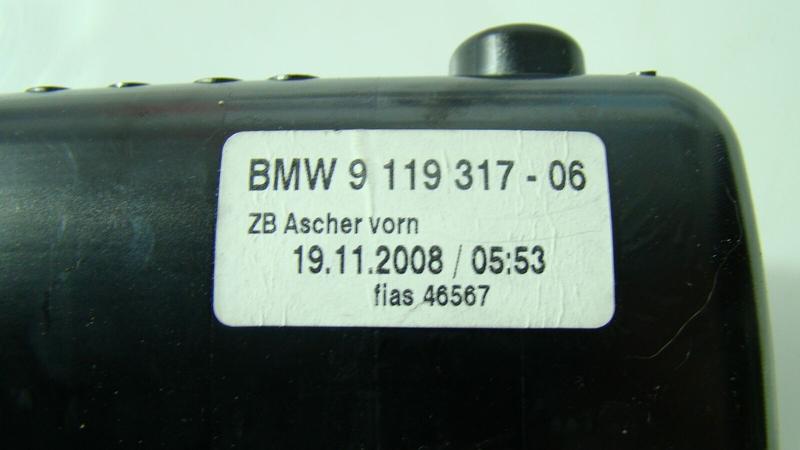 BMW 9 119 317 - 06
ZB Ascher vorn
19.11.2008 / 05:53
fias 46567